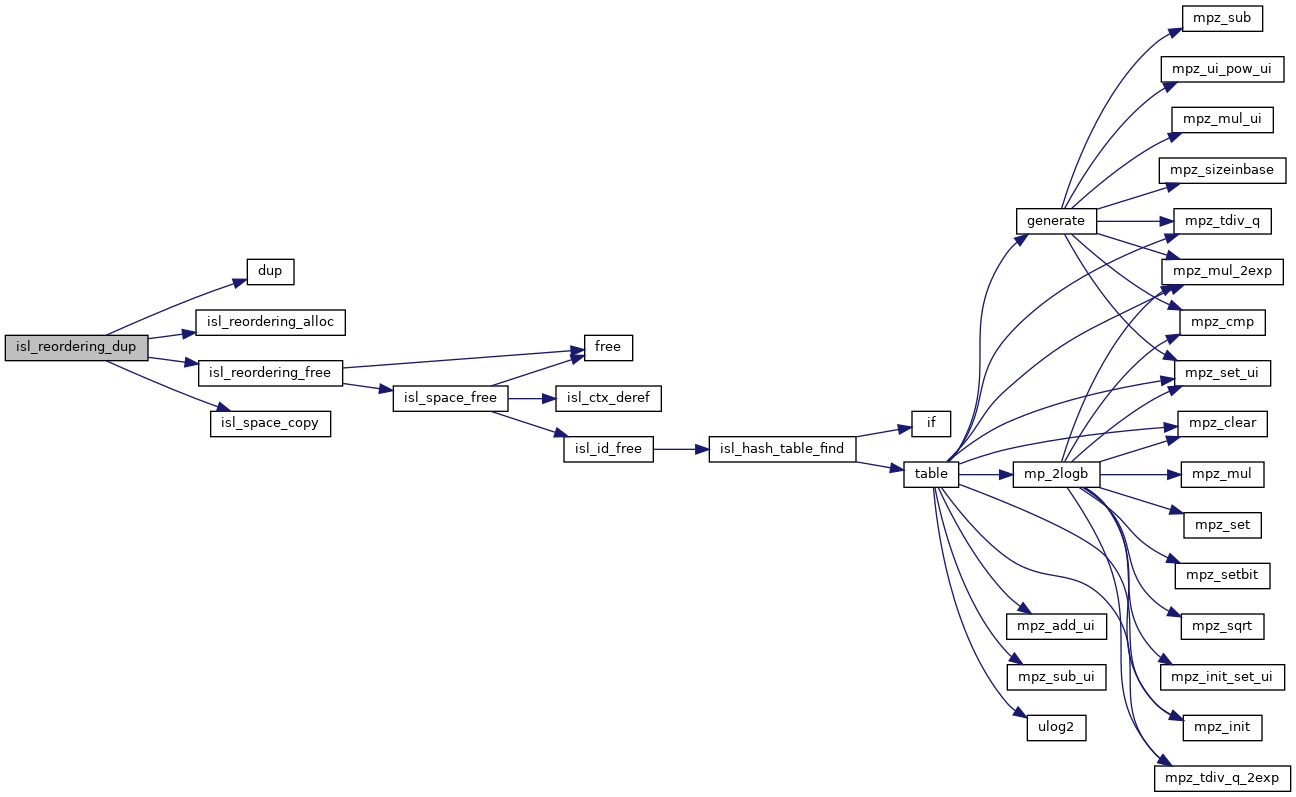 isl_reordering_dup
dup
isl_reordering_alloc
isl_reordering_free
isl_space_copy
free
isl_space_free
isl_ctx_deref
isl_id_free
isl_hash_table_find
if
table
generate
mp_2logb
mpz_add_ui
mpz_sub_ui
ulog2
mpz_sub
mpz_ui_pow_ui
mpz_mul_ui
mpz_sizeinbase
mpz_tdiv_q
mpz_mul_2exp
mpz_cmp
mpz_set_ui
mpz_clear
mpz_mul
mpz_set
mpz_setbit
mpz_sqrt
mpz_init_set_ui
mpz_init
mpz_tdiv_q_2exp